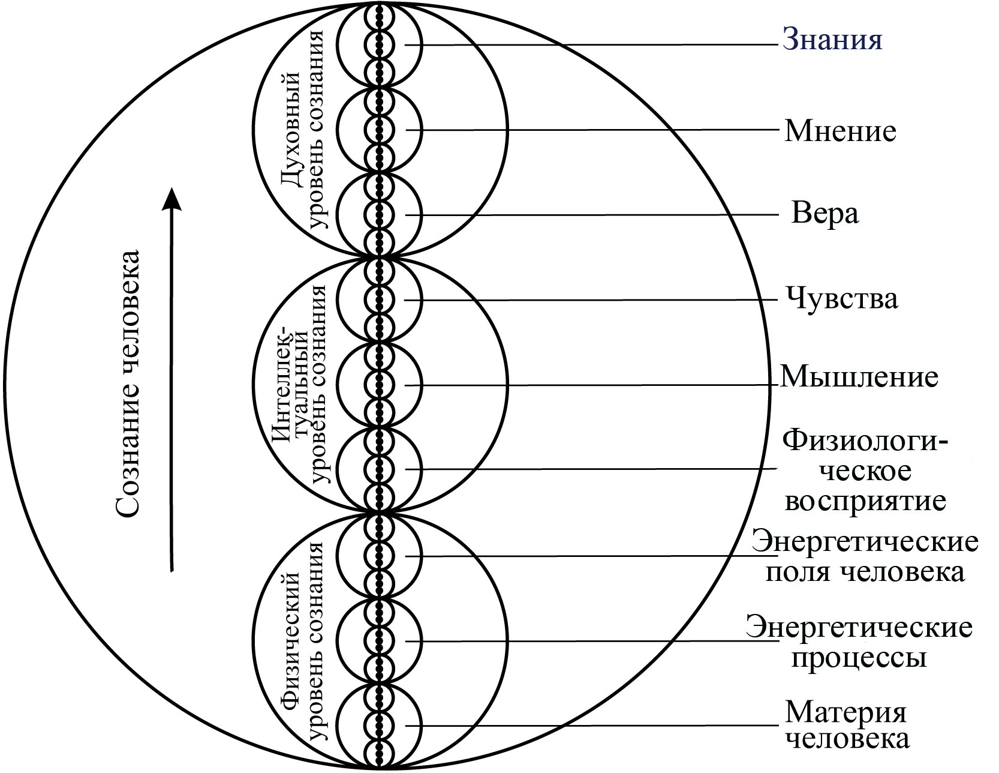 Сознание человека
Духовный
уровень сознания
Интеллек-
туальный
уровень сознания
Физический
уровень сознания
Знания
Мнение
Вера
Чувства
Мышление
Физиологи-
ческое
восприятие
Энергетические
поля человека
Энергетические
процессы
Материя
человека